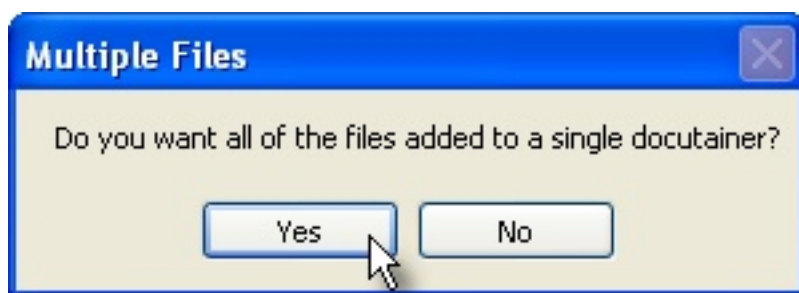 Multiple Files
Do you want all of the files added to a single docutainer?
Yes No